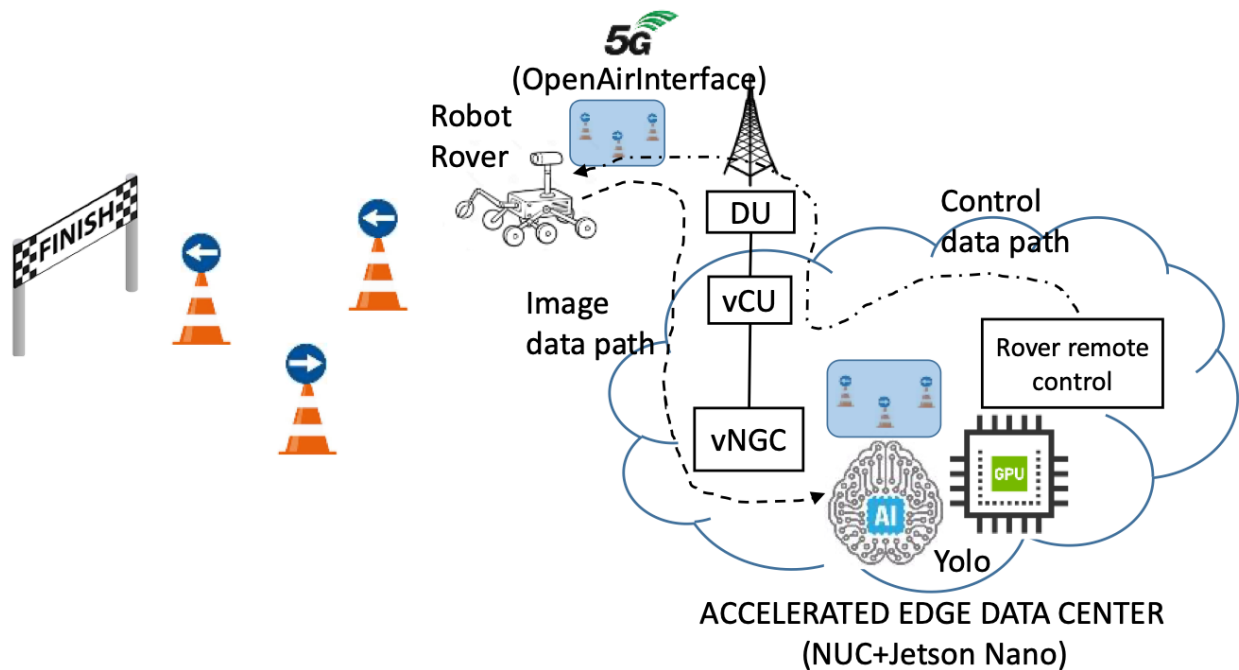 5G
(OpenAirInterface)
Robot
Rover
FINISH
DU
Control
data path
vCU
Image
data path
Rover remote
control
vNGC
GPU
AI
Yolo
ACCELERATED EDGE DATA CENTER
(NUC+Jetson Nano)